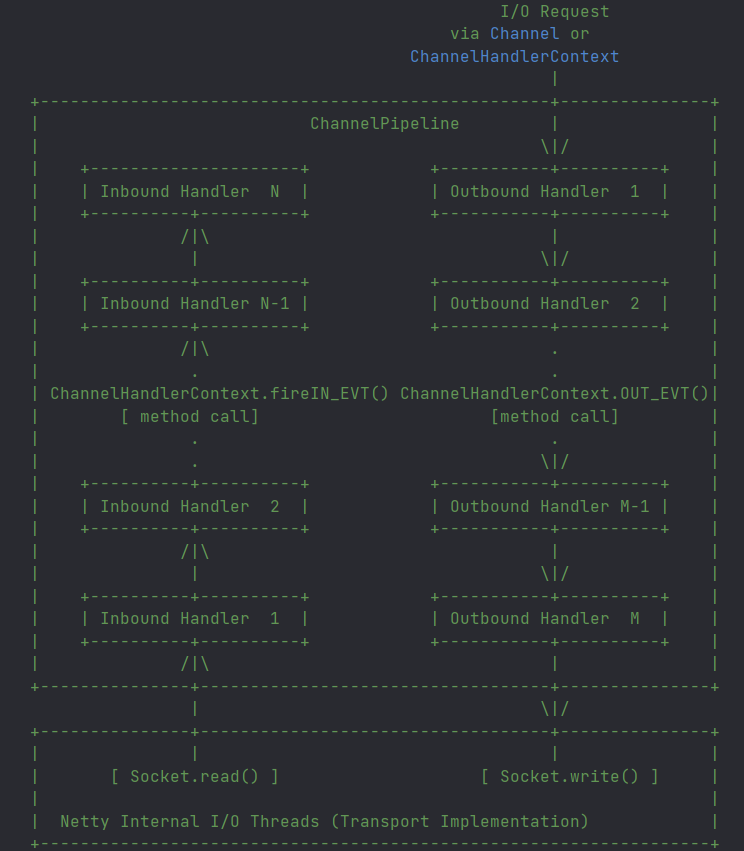 I/O Request
                                            via Channel or
                                        ChannelHandlerContext
                                                      |
  +---------------------------------------------------+---------------+
  |                           ChannelPipeline         |               |
  |                                                  \|/              |
  |    +---------------------+            +-----------+----------+    |
  |    | Inbound Handler  N  |            | Outbound Handler  1  |    |
  |    +----------+----------+            +-----------+----------+    |
  |              /|\                                  |               |
  |               |                                  \|/              |
  |    +----------+----------+            +-----------+----------+    |
  |    | Inbound Handler N-1 |            | Outbound Handler  2  |    |
  |    +----------+----------+            +-----------+----------+    |
  |              /|\                                  .               |
  |               .                                   .               |
  | ChannelHandlerContext.fireIN_EVT() ChannelHandlerContext.OUT_EVT()|
  |        [ method call]                       [method call]         |
  |               .                                   .               |
  |               .                                  \|/              |
  |    +----------+----------+            +-----------+----------+    |
  |    | Inbound Handler  2  |            | Outbound Handler M-1 |    |
  |    +----------+----------+            +-----------+----------+    |
  |              /|\                                  |               |
  |               |                                  \|/              |
  |    +----------+----------+            +-----------+----------+    |
  |    | Inbound Handler  1  |            | Outbound Handler  M  |    |
  |    +----------+----------+            +-----------+----------+    |
  |              /|\                                  |               |
  +---------------+-----------------------------------+---------------+
                  |                                  \|/
  +---------------+-----------------------------------+---------------+
  |               |                                   |               |
  |       [ Socket.read() ]                    [ Socket.write() ]     |
  |                                                                   |
  |  Netty Internal I/O Threads (Transport Implementation)            |
  +-------------------------------------------------------------------+